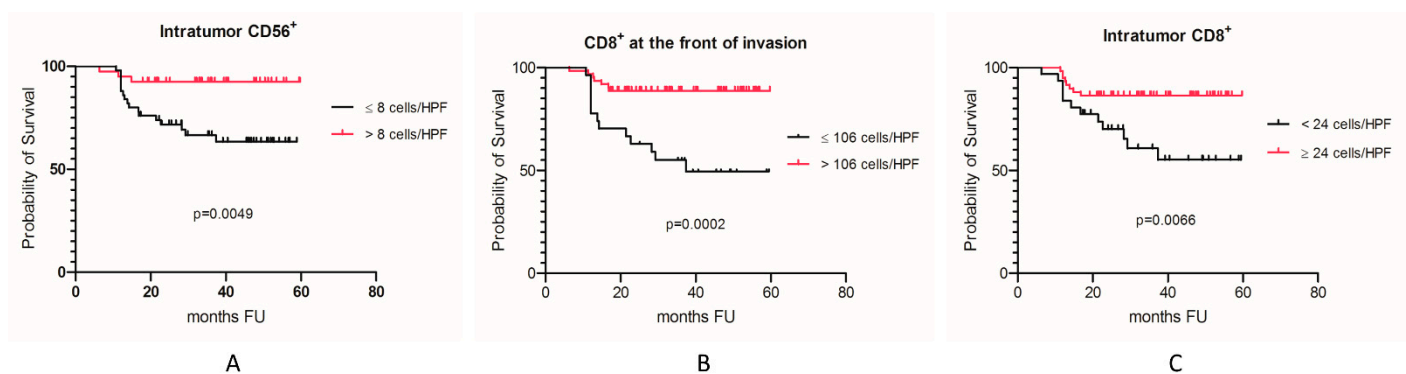 Intratumor CD56+
Probability of Survival
100
50
0
0 20 40 60 80
months FU
≤ 8 cells/HPF
> 8 cells/HPF
p=0.0049
A
CD8+ at the front of invasion
Probability of Survival
100
50
0
0 20 40 60 80
months FU
≤ 106 cells/HPF
> 106 cells/HPF
p=0.0002
B
Intratumor CD8+
Probability of Survival
100
50
0
0 20 40 60 80
months FU
< 24 cells/HPF
≥ 24 cells/HPF
p=0.0066
C